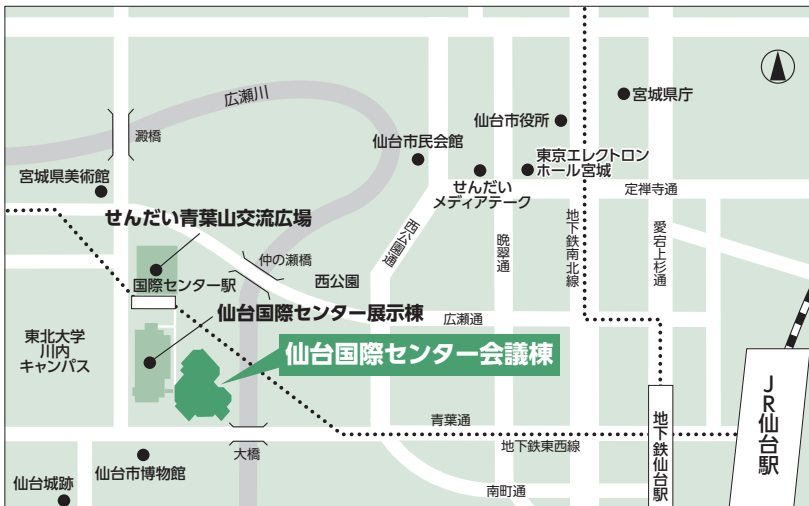 広瀬川
宮城県庁
澱橋
仙台市役所
仙台市民会館
東京エレクトロン
ホール宮城
宮城県美術館
せんだい
メディアテーク
定禅寺通
せんだい青葉山交流広場
西公園通
晩翠通
地下鉄南北線
愛宕上杉通
仲の瀬橋
西公園
国際センター駅
仙台国際センター展示棟
広瀬通
東北大学
川内
キャンパス
仙台国際センター会議棟
JR仙台駅
青葉通
地下鉄東西線
地下鉄仙台駅
大橋
仙台市博物館
仙台城跡
南町通